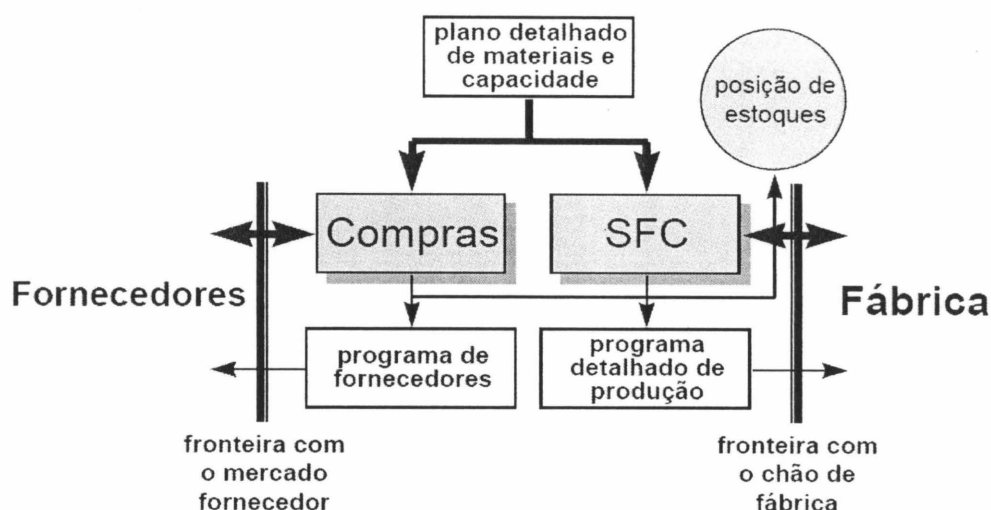 plano detalhado
de materiais e
capacidade
posição de
estoques
Compras
SFC
Fornecedores
Fábrica
programa de
fornecedores
programa
detalhado de
produção
fronteira com
o mercado
fornecedor
fronteira com
o chão de
fábrica